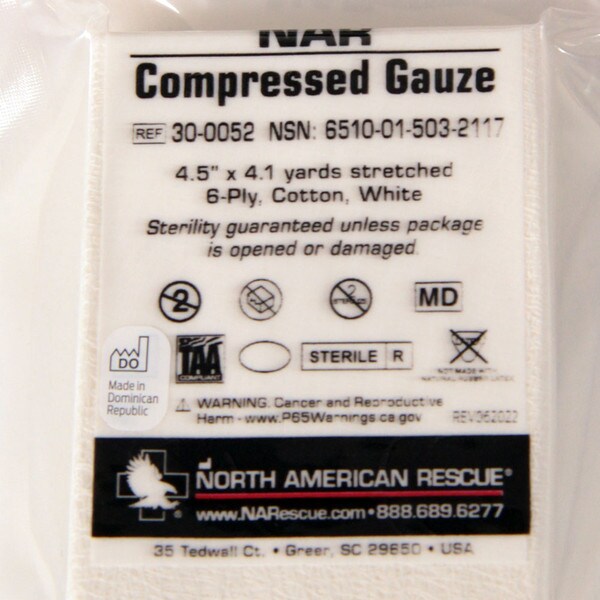 NAR
Compressed Gauze
REF 30-0052 NSN: 6510-01-503-2117
4.5" x 4.1 yards stretched
6-Ply, Cotton, White
Sterility guaranteed unless package
is opened or damaged.
2 2 STERILIZE MD
DO TAA COMPLIANT STERILE R
NOT MADE WITH
NATURAL RUBBER LATEX
Made in
Dominican
Republic
⚠ WARNING: Cancer and Reproductive
Harm - www.P65Warnings.ca.gov
REV062022
NORTH AMERICAN RESCUE®
www.NARescue.com • 888.689.6277
35 Tedwall Ct. • Greer, SC 29650 • USA